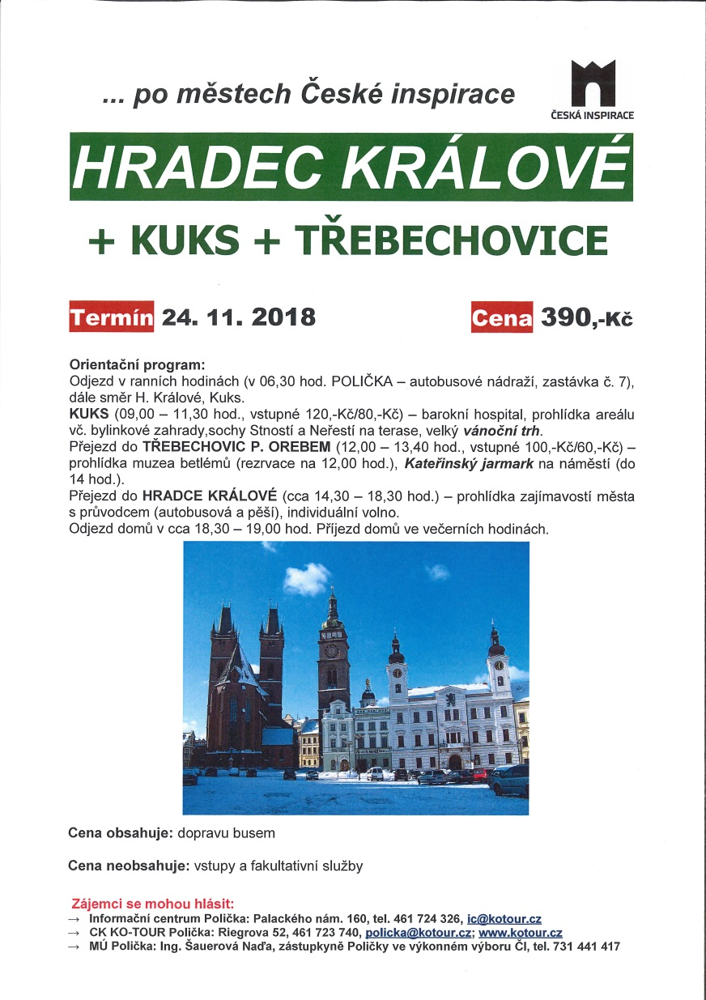 ... po městech České inspirace
ČESKÁ INSPIRACE
HRADEC KRÁLOVÉ
+ KUKS + TŘEBECHOVICE
Termín 24. 11. 2018 Cena 390,-Kč
Orientační program:
Odjezd v ranních hodinách (v 06,30 hod. POLIČKA – autobusové nádraží, zastávka č. 7),
dále směr H. Králové, Kuks.
KUKS (09,00 – 11,30 hod., vstupné 120,-Kč/80,-Kč) – barokní hospital, prohlídka areálu
vč. bylinkové zahrady,sochy Stností a Neřestí na terase, velký vánoční trh.
Přejezd do TŘEBECHOVIC P. OREBEM (12,00 – 13,40 hod., vstupné 100,-Kč/60,-Kč) –
prohlídka muzea betlémů (rezrvace na 12,00 hod.), Kateřinský jarmark na náměstí (do
14 hod.).
Přejezd do HRADCE KRÁLOVÉ (cca 14,30 – 18,30 hod.) – prohlídka zajímavostí města
s průvodcem (autobusová a pěší), individuální volno.
Odjezd domů v cca 18,30 – 19,00 hod. Příjezd domů ve večerních hodinách.
Cena obsahuje: dopravu busem
Cena neobsahuje: vstupy a fakultativní služby
Zájemci se mohou hlásit:
→ Informační centrum Polička: Palackého nám. 160, tel. 461 724 326, ic@kotour.cz
→ CK KO-TOUR Polička: Riegrova 52, 461 723 740, policka@kotour.cz; www.kotour.cz
→ MÚ Polička: Ing. Šauerová Naďa, zástupkyně Poličky ve výkonném výboru ČI, tel. 731 441 417